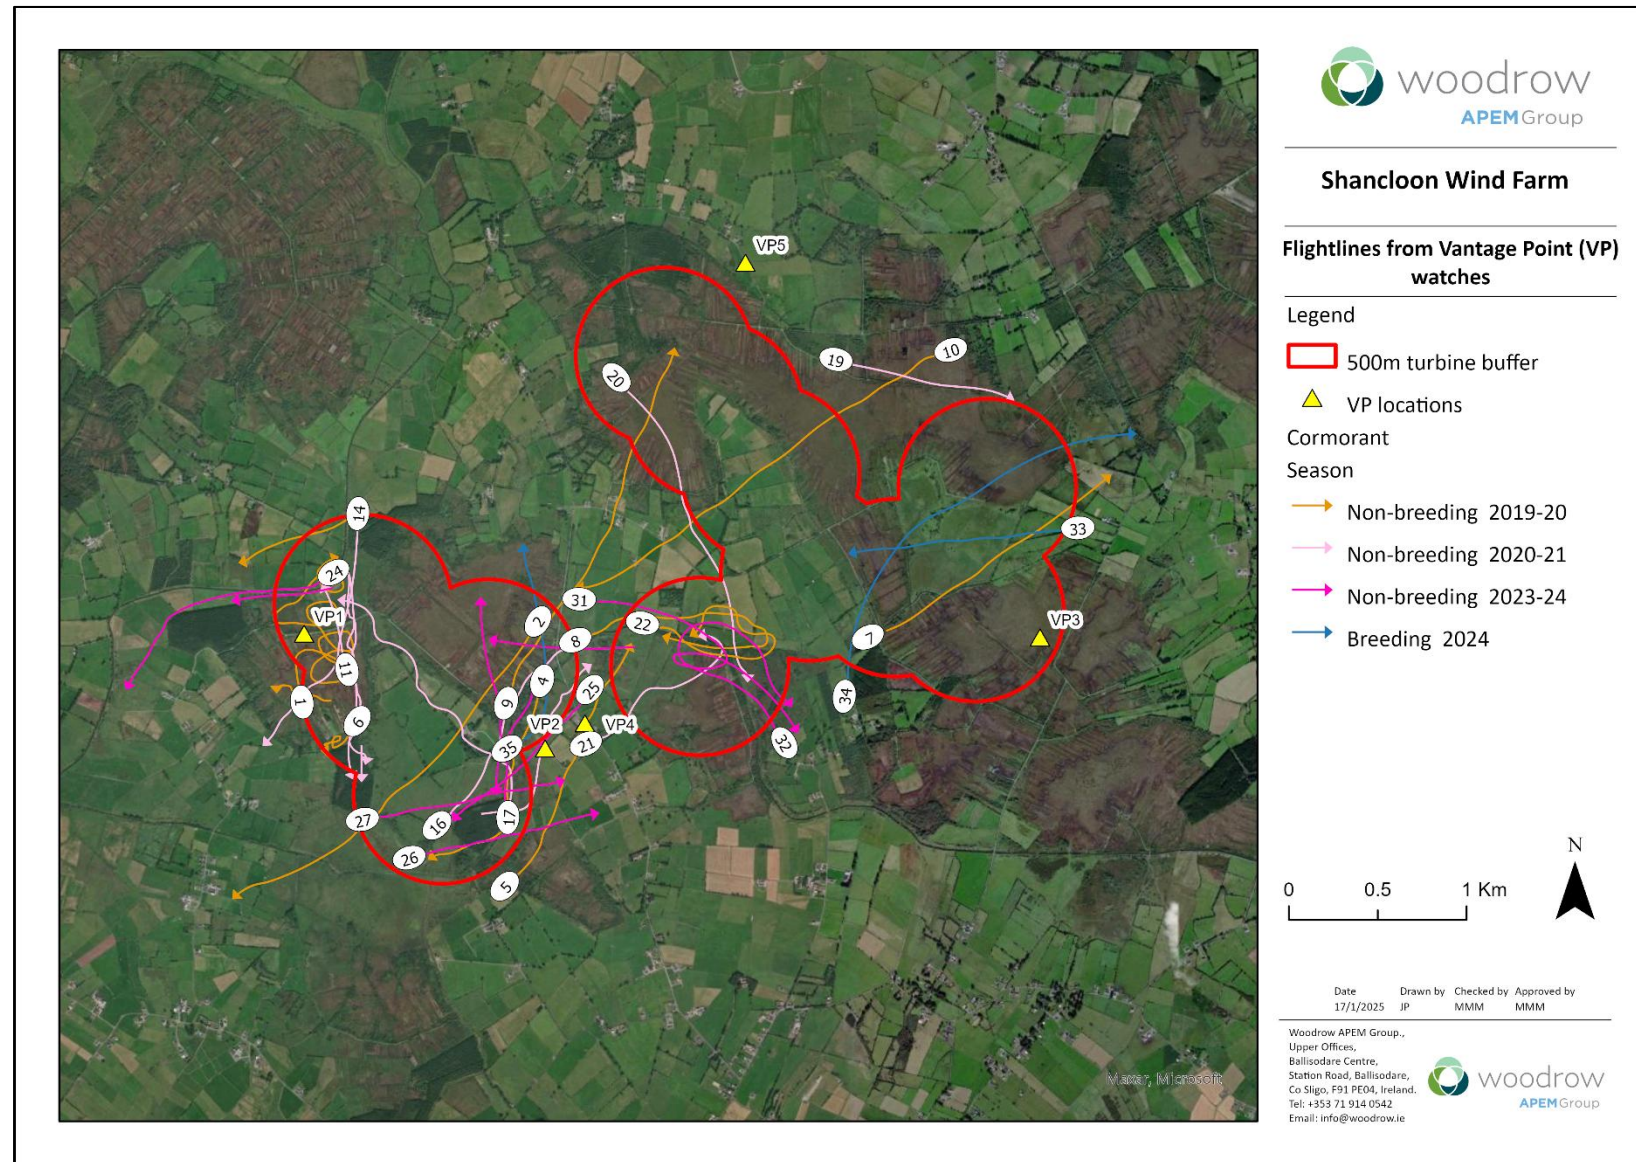 woodrow
APEM Group
Shancloon Wind Farm
Flightlines from Vantage Point (VP)
watches
Legend
500m turbine buffer
VP locations
Cormorant
Season
Non-breeding 2019-20
Non-breeding 2020-21
Non-breeding 2023-24
Breeding 2024
VP5
19
10
20
14
33
24
31
2
VP1
22
8
7
VP3
11
4
25
34
1
9
6
VP2
VP4
21
35
32
27
16
17
26
5
N
0 0.5 1 Km
Date Drawn by Checked by Approved by
17/1/2025 JP MMM MMM
Woodrow APEM Group.,
Upper Offices,
Ballisodare Centre,
Station Road, Ballisodare,
Co Sligo, F91 PE04, Ireland.
Tel: +353 71 914 0542
Email: info@woodrow.ie
woodrow
APEM Group
Maxar, Microsoft